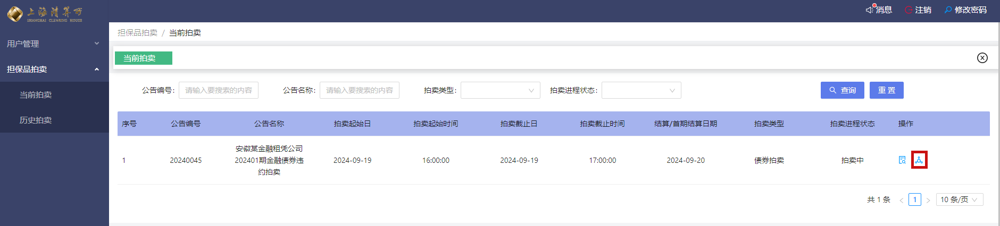 上海清算所
SHANGHAI CLEARING HOUSE
消息 注销 修改密码
用户管理
担保品拍卖
当前拍卖
历史拍卖
担保品拍卖 / 当前拍卖
当前拍卖
公告编号: 请输入要搜索的内容 公告名称: 请输入要搜索的内容 拍卖类型: 拍卖进程状态: 查询 重 置
序号 公告编号 公告名称 拍卖起始日 拍卖起始时间 拍卖截止日 拍卖截止时间 结算/首期结算日期 拍卖类型 拍卖进程状态 操作
安徽某金融租凭公司
1 20240045 202401期金融债券违 2024-09-19 16:00:00 2024-09-19 17:00:00 2024-09-20 债券拍卖 拍卖中
约拍卖
共 1 条 < 1 > 10 条/页